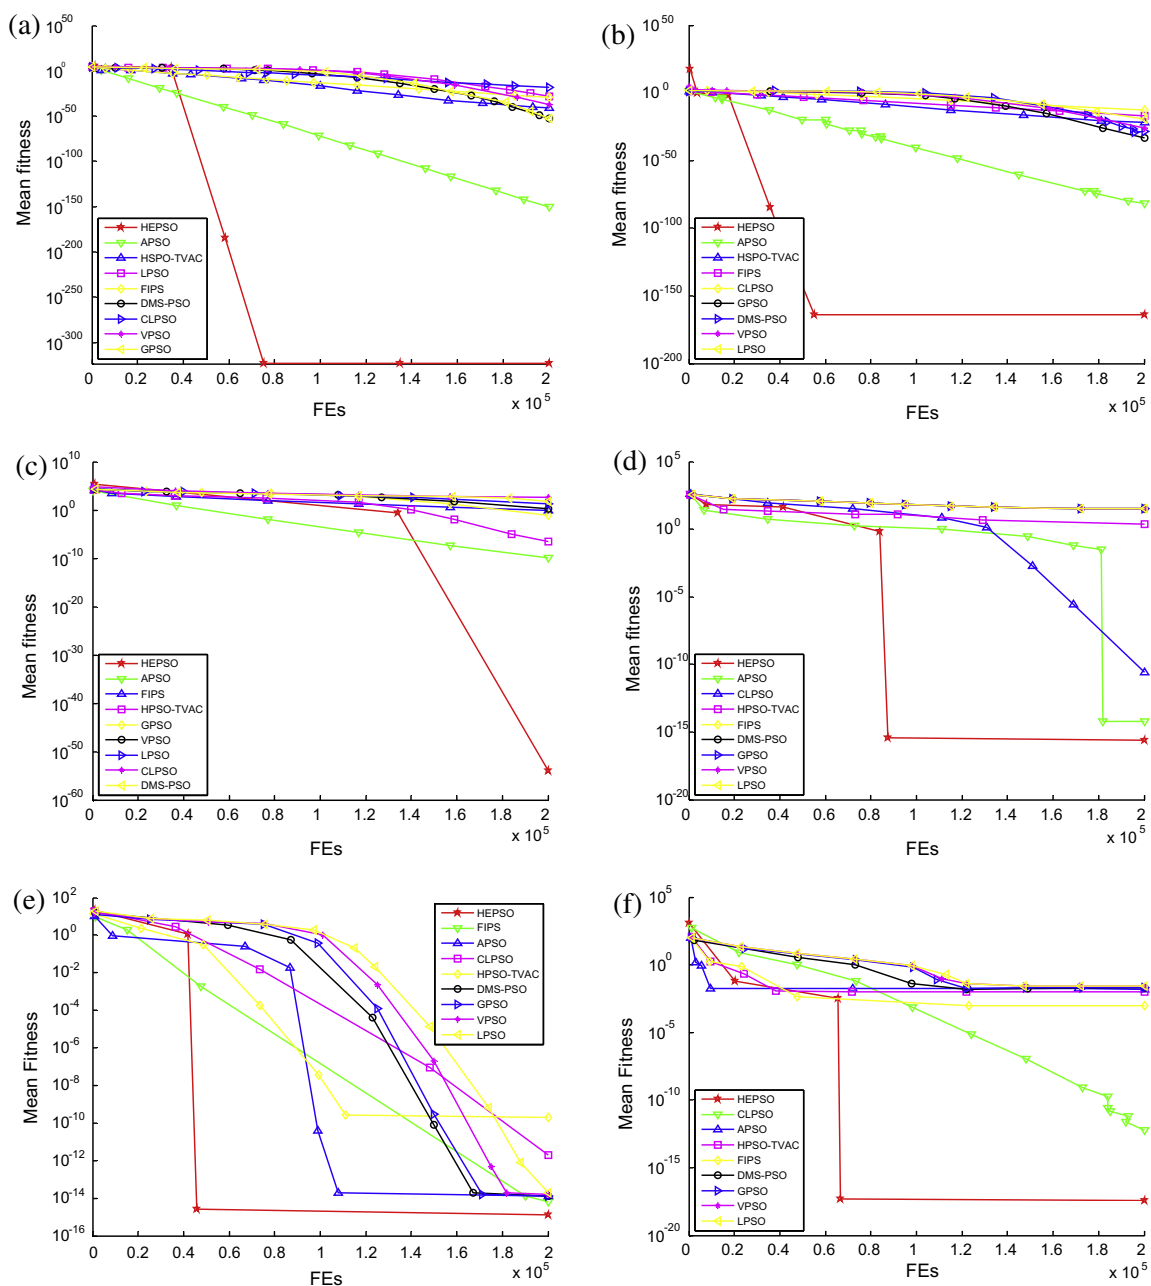 (a)
10^50
10^0
10^-50
10^-100
10^-150
10^-200
10^-250
10^-300
Mean fitness
HEPSO
APSO
HSPO-TVAC
LPSO
FIPS
DMS-PSO
CLPSO
VPSO
GPSO
0 0.2 0.4 0.6 0.8 1 1.2 1.4 1.6 1.8 2
x 10^5
FEs
(b)
10^50
10^0
10^-50
10^-100
10^-150
10^-200
Mean fitness
HEPSO
APSO
HSPO-TVAC
FIPS
CLPSO
GPSO
DMS-PSO
VPSO
LPSO
0 0.2 0.4 0.6 0.8 1 1.2 1.4 1.6 1.8 2
x 10^5
FEs
(c)
10^10
10^0
10^-10
10^-20
10^-30
10^-40
10^-50
10^-60
Mean fitness
HEPSO
APSO
FIPS
HPSO-TVAC
GPSO
VPSO
LPSO
CLPSO
DMS-PSO
0 0.2 0.4 0.6 0.8 1 1.2 1.4 1.6 1.8 2
x 10^5
FEs
(d)
10^5
10^0
10^-5
10^-10
10^-15
10^-20
Mean fitness
HEPSO
APSO
CLPSO
HPSO-TVAC
FIPS
DMS-PSO
GPSO
VPSO
LPSO
0 0.2 0.4 0.6 0.8 1 1.2 1.4 1.6 1.8 2
x 10^5
FEs
(e)
10^2
10^0
10^-2
10^-4
10^-6
10^-8
10^-10
10^-12
10^-14
10^-16
Mean Fitness
HEPSO
FIPS
APSO
CLPSO
HPSO-TVAC
DMS-PSO
GPSO
VPSO
LPSO
0 0.2 0.4 0.6 0.8 1 1.2 1.4 1.6 1.8 2
x 10^5
FEs
(f)
10^5
10^0
10^-5
10^-10
10^-15
10^-20
Mean Fitness
HEPSO
CLPSO
APSO
HPSO-TVAC
FIPS
DMS-PSO
GPSO
VPSO
LPSO
0 0.2 0.4 0.6 0.8 1 1.2 1.4 1.6 1.8 2
x 10^5
FEs